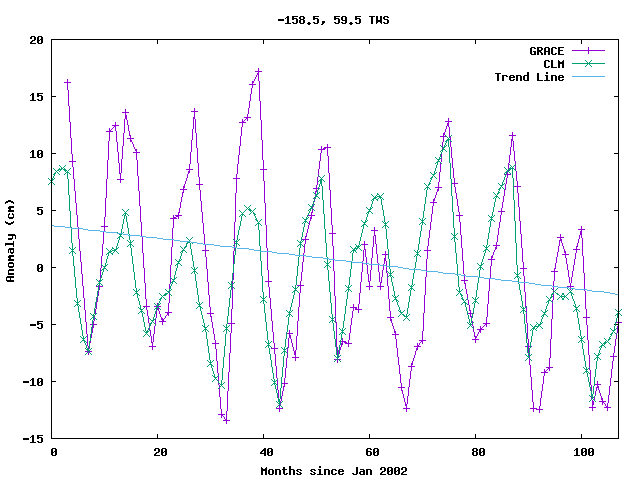 -158.5, 59.5 TWS
GRACE
CLM
Trend Line
20
15
10
5
0
-5
-10
-15
Anomaly (cm)
0 20 40 60 80 100
Months since Jan 2002